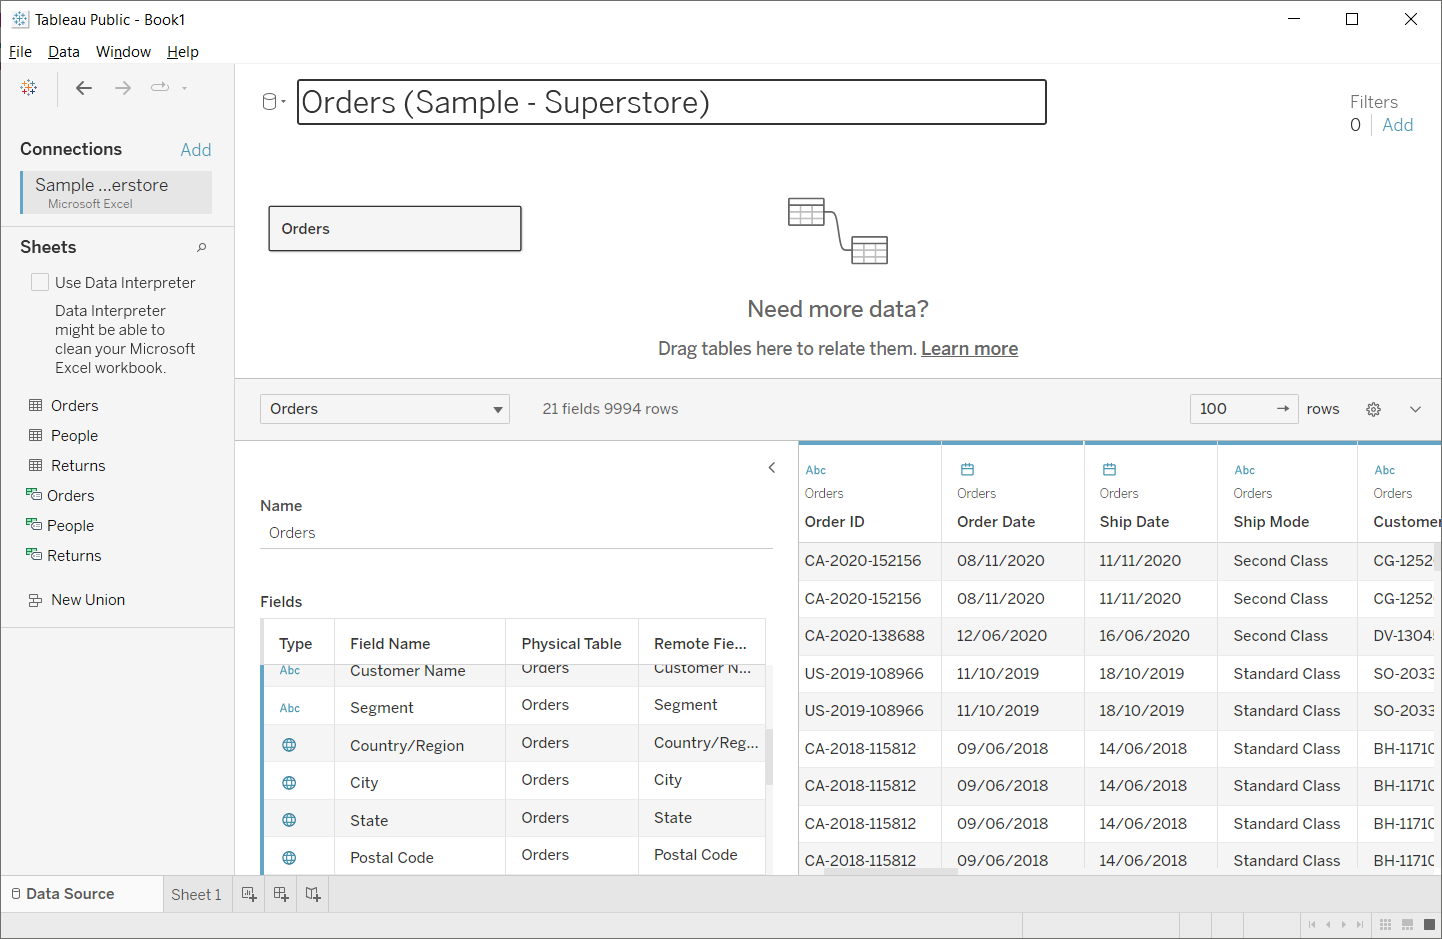 Tableau Public - Book1
File Data Window Help
Connections Add
Sample ...erstore
Microsoft Excel
Sheets
Use Data Interpreter
Data Interpreter
might be able to
clean your Microsoft
Excel workbook.
Orders
People
Returns
Orders
People
Returns
New Union
Orders (Sample - Superstore)
Filters
0 Add
Orders
Need more data?
Drag tables here to relate them. Learn more
Orders 21 fields 9994 rows 100 rows
Name
Orders
Fields
Type Field Name Physical Table Remote Fie...
Abc Customer Name Orders Customer N...
Abc Segment Orders Segment
Country/Region Orders Country/Reg...
City Orders City
State Orders State
Postal Code Orders Postal Code
Abc Abc Abc
Orders Orders Orders Orders Orders
Order ID Order Date Ship Date Ship Mode Customer
CA-2020-152156 08/11/2020 11/11/2020 Second Class CG-1252
CA-2020-152156 08/11/2020 11/11/2020 Second Class CG-1252
CA-2020-138688 12/06/2020 16/06/2020 Second Class DV-1304
US-2019-108966 11/10/2019 18/10/2019 Standard Class SO-2033
US-2019-108966 11/10/2019 18/10/2019 Standard Class SO-2033
CA-2018-115812 09/06/2018 14/06/2018 Standard Class BH-1171
CA-2018-115812 09/06/2018 14/06/2018 Standard Class BH-1171
CA-2018-115812 09/06/2018 14/06/2018 Standard Class BH-1171
CA-2018-115812 09/06/2018 14/06/2018 Standard Class BH-1171
Data Source Sheet 1